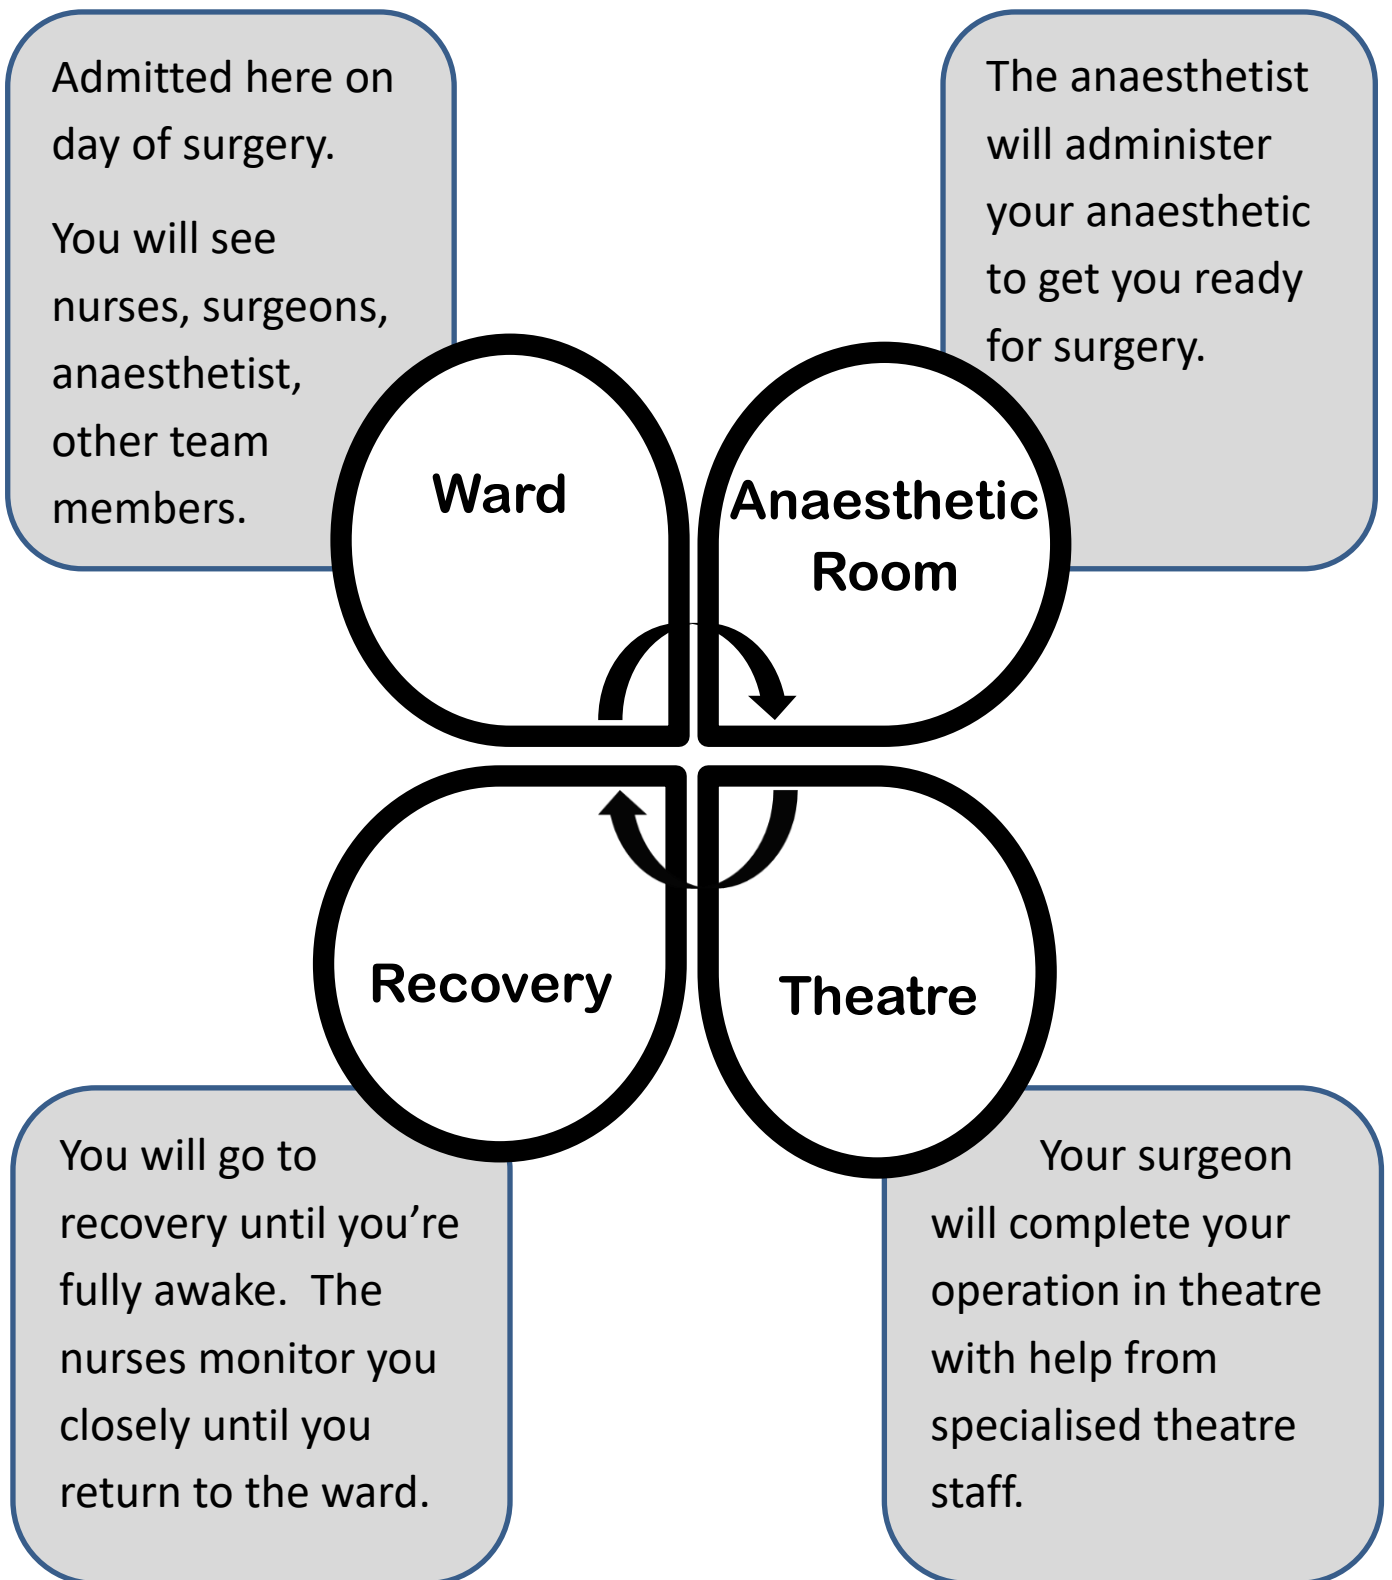 Admitted here on
day of surgery.
You will see
nurses, surgeons,
anaesthetist,
other team
members.
The anaesthetist
will administer
your anaesthetic
to get you ready
for surgery.
Ward
Anaesthetic
Room
Recovery
Theatre
You will go to
recovery until you’re
fully awake.  The
nurses monitor you
closely until you
return to the ward.
Your surgeon
will complete your
operation in theatre
with help from
specialised theatre
staff.